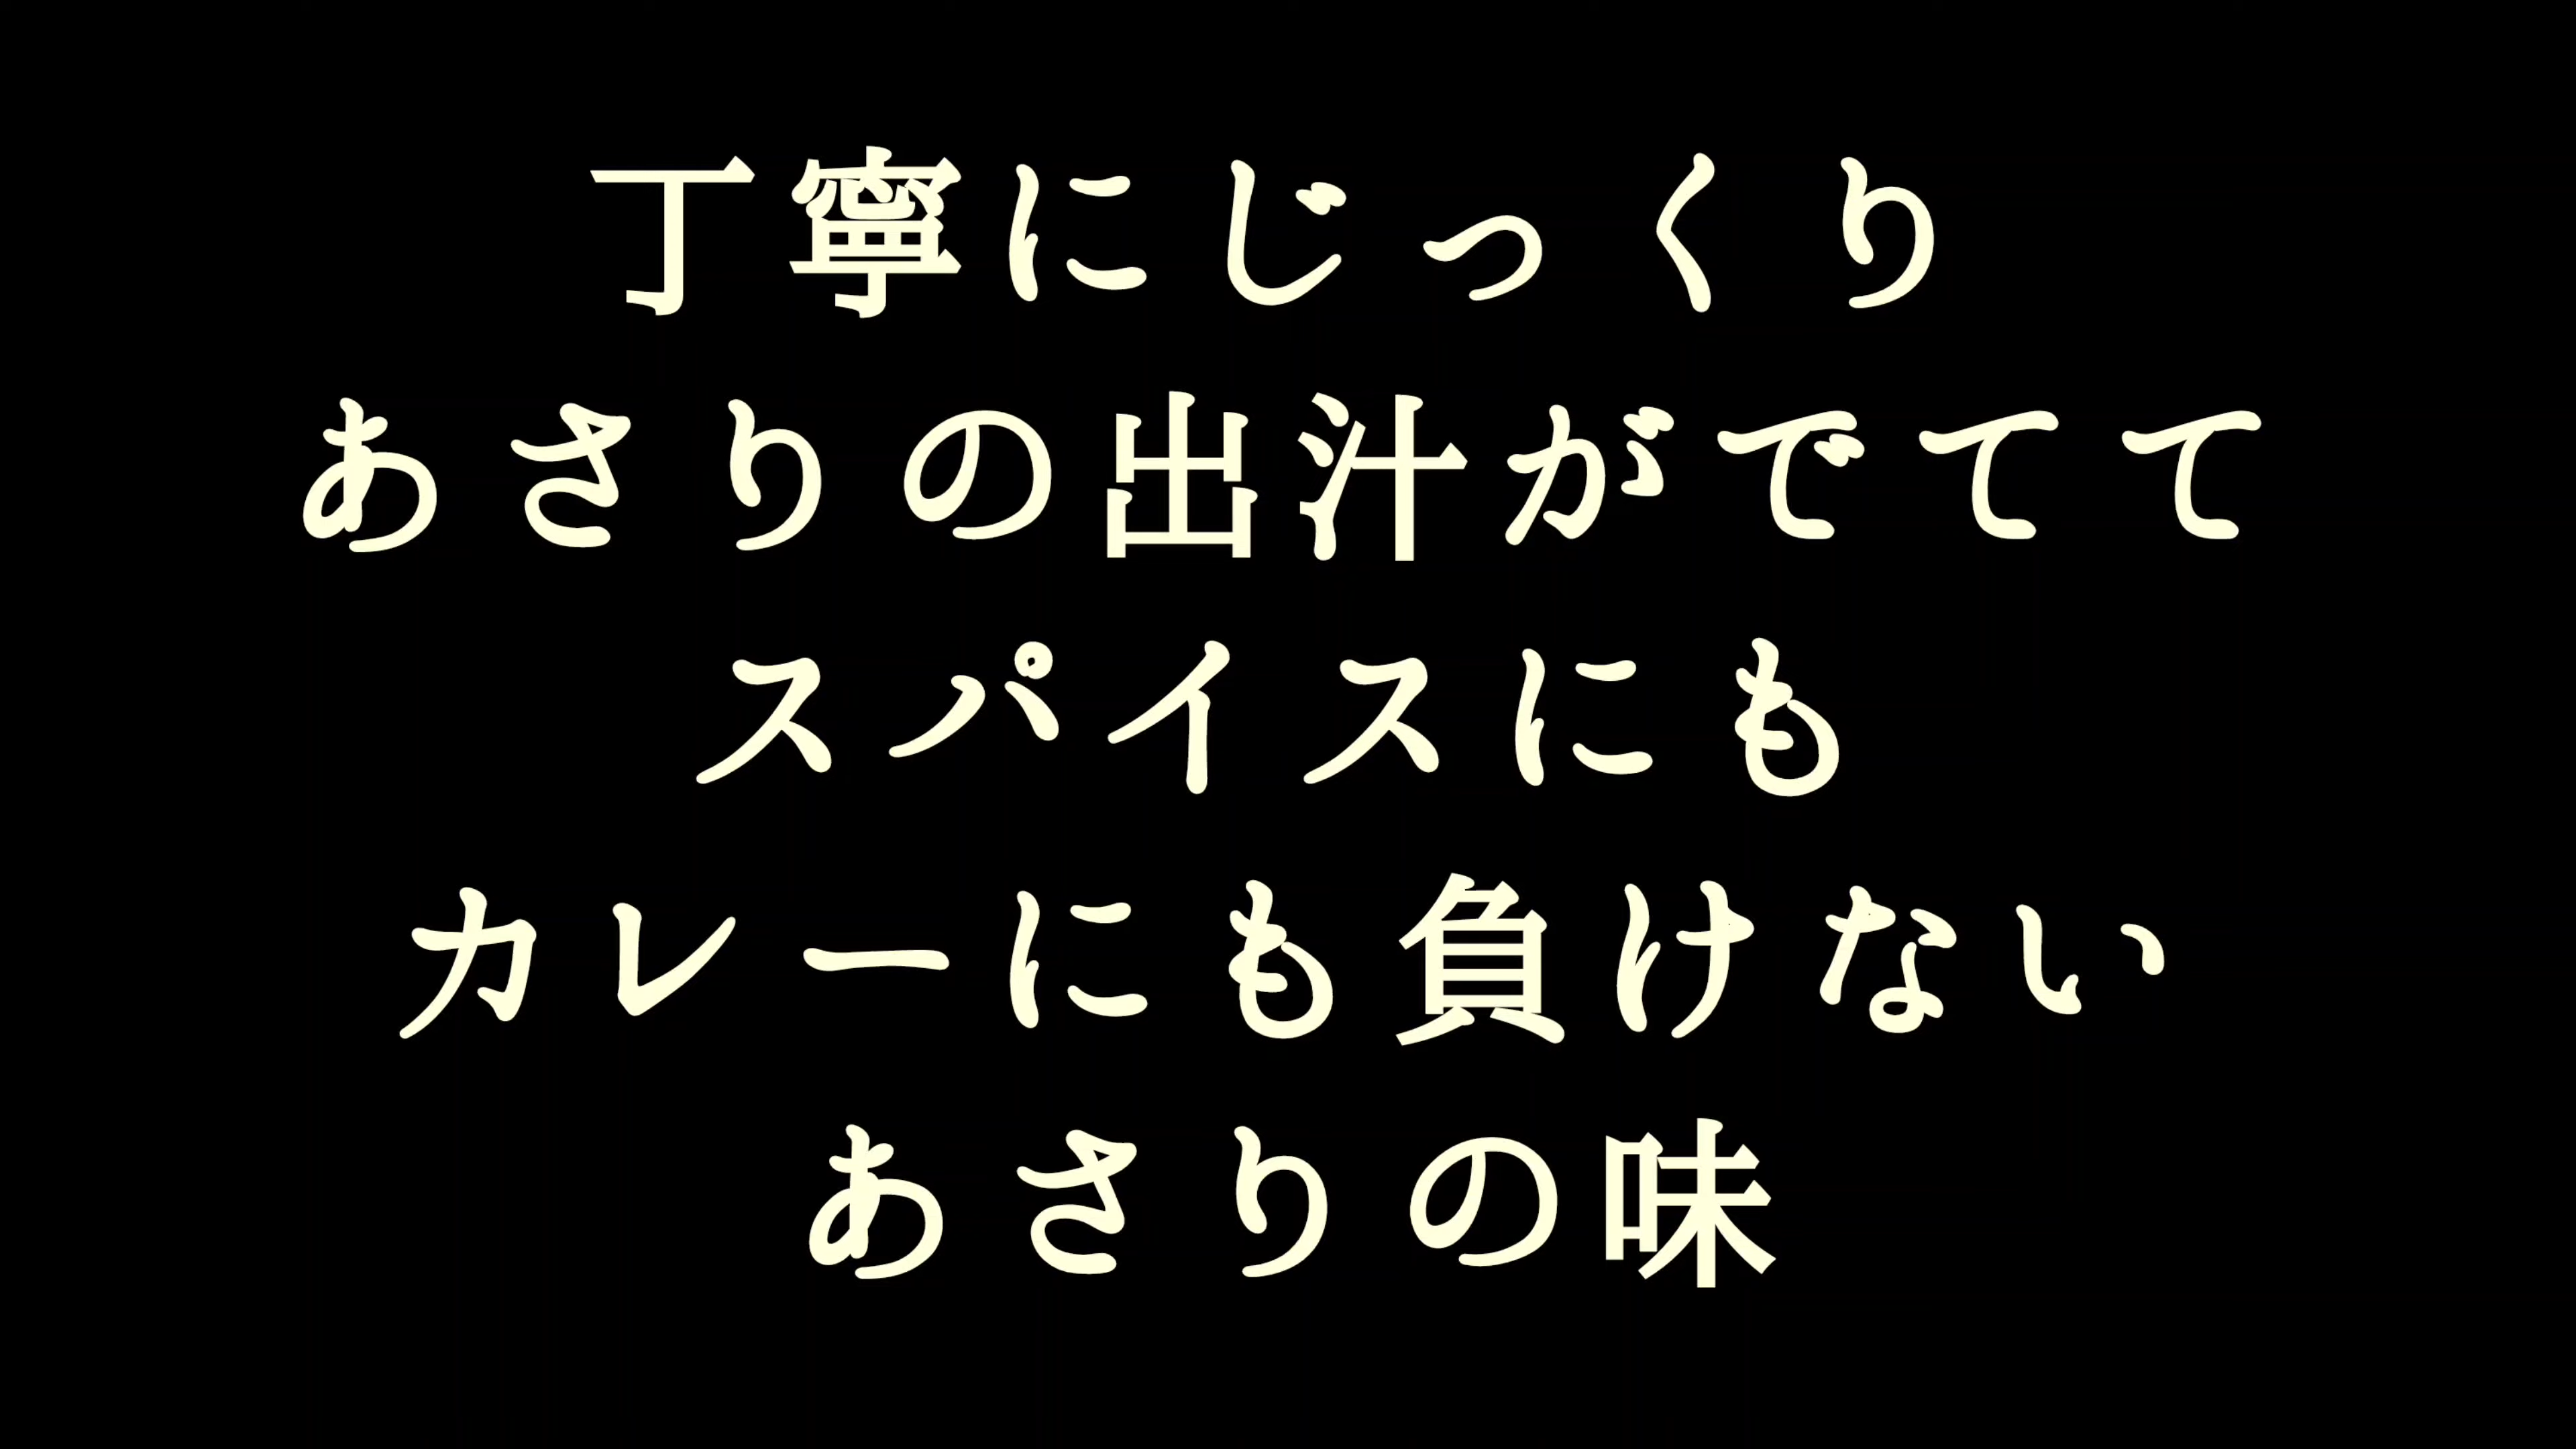 丁寧にじっくり
あさりの出汁がでてて
スパイスにも
カレーにも負けない
あさりの味